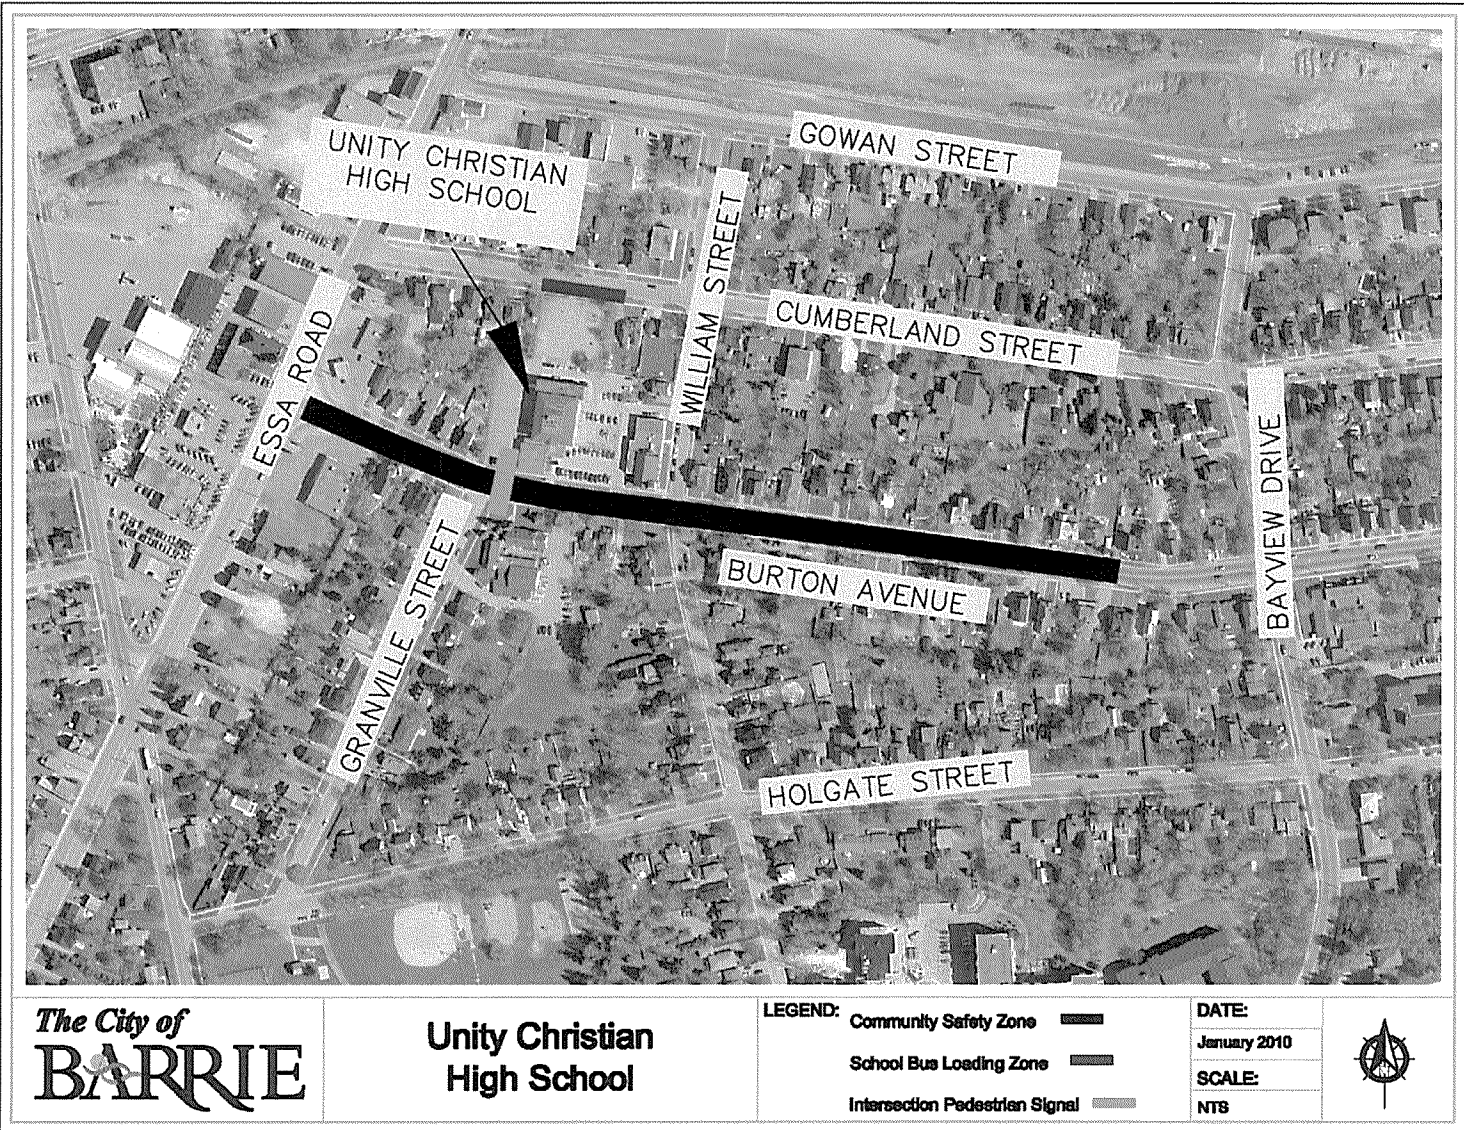 GOWAN STREET
UNITY CHRISTIAN
HIGH SCHOOL
WILLIAM STREET
CUMBERLAND STREET
ESSA ROAD
BAYVIEW DRIVE
GRANVILLE STREET
BURTON AVENUE
HOLGATE STREET
The City of
BARRIE
Unity Christian
High School
LEGEND:
Community Safety Zone
School Bus Loading Zone
Intersection Pedestrian Signal
DATE:
January 2010
SCALE:
NTS
N